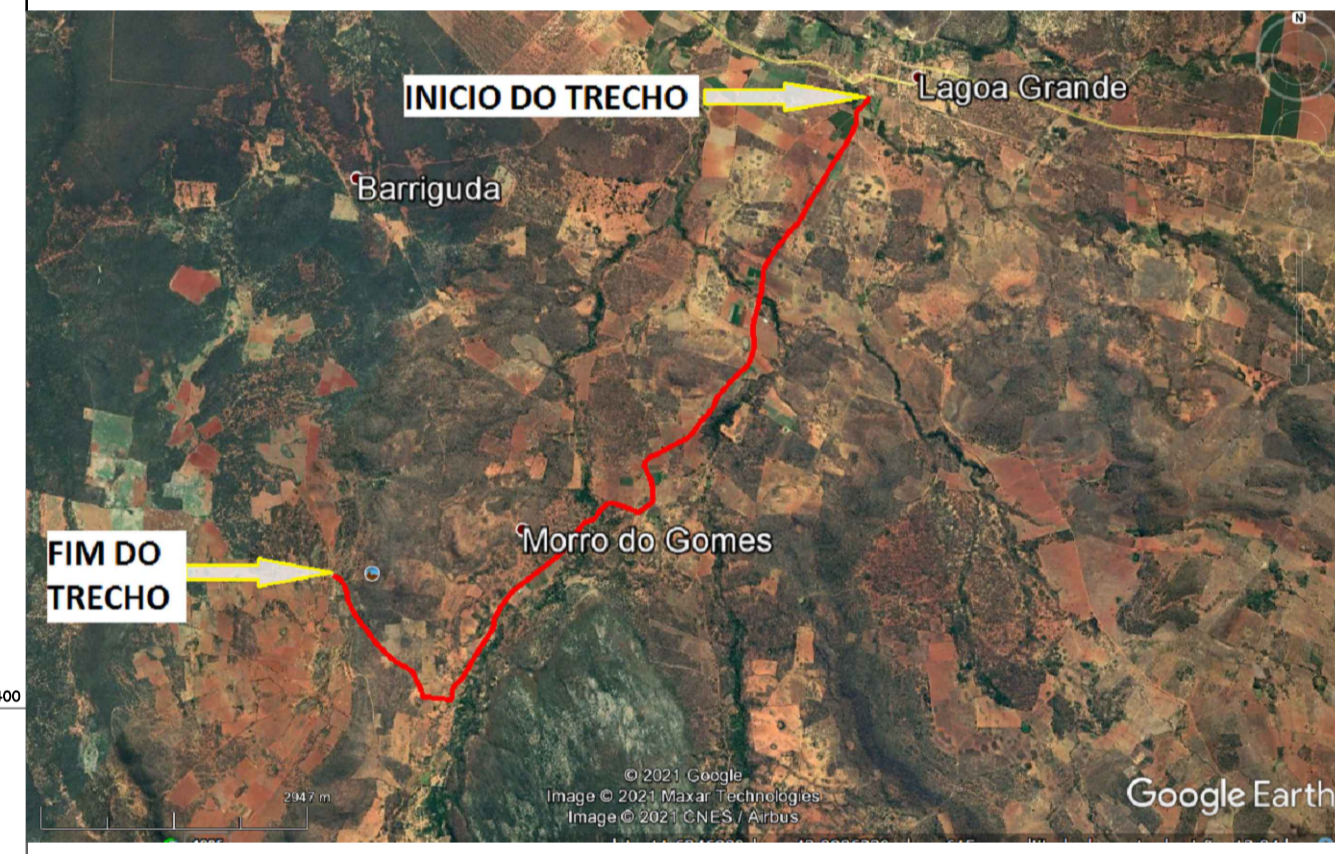 N
INICIO DO TRECHO
Lagoa Grande
Barriguda
FIM DO
TRECHO
Morro do Gomes
400
2947 m
© 2021 Google
Image © 2021 Maxar Technologies
Image © 2021 CNES / Airbus
Google Earth